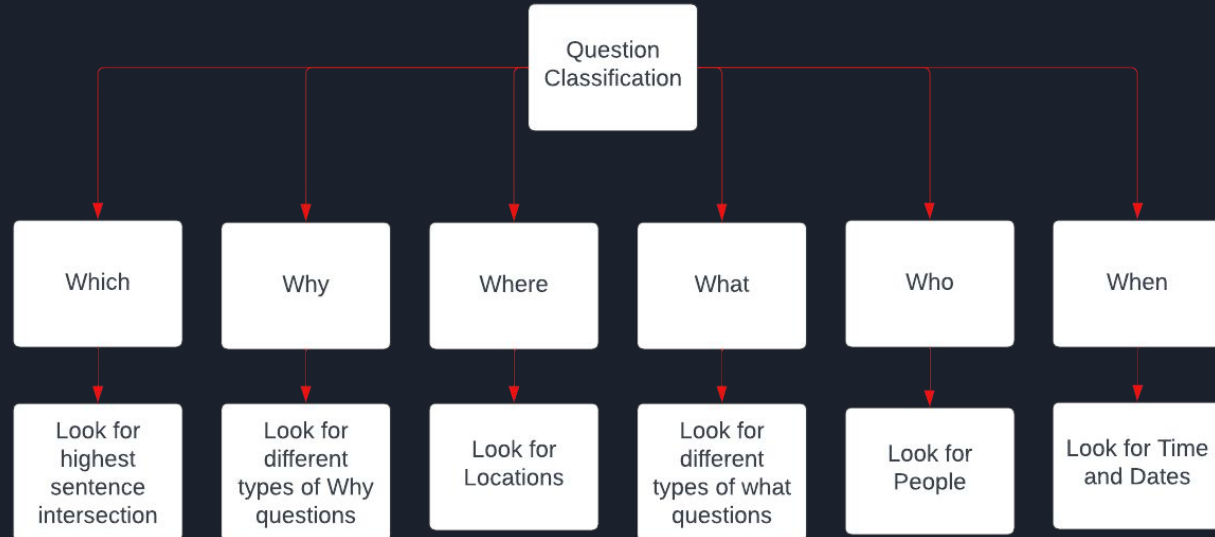 Question
Classification
Which
Why
Where
What
Who
When
Look for
highest
sentence
intersection
Look for
different
types of Why
questions
Look for
Locations
Look for
different
types of what
questions
Look for
People
Look for Time
and Dates